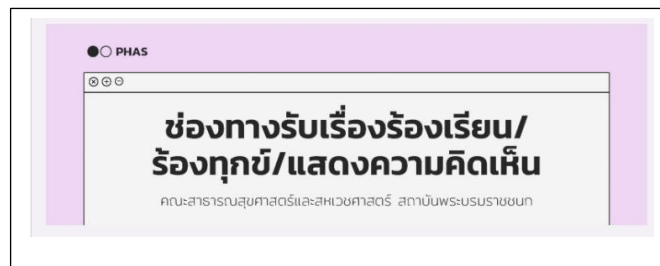 PHAS
ช่องทางรับเรื่องร้องเรียน/
ร้องทุกข์/แสดงความคิดเห็น
คณะสาธารณสุขศาสตร์และสหเวชศาสตร์ สถาบันพระบรมราชชนก